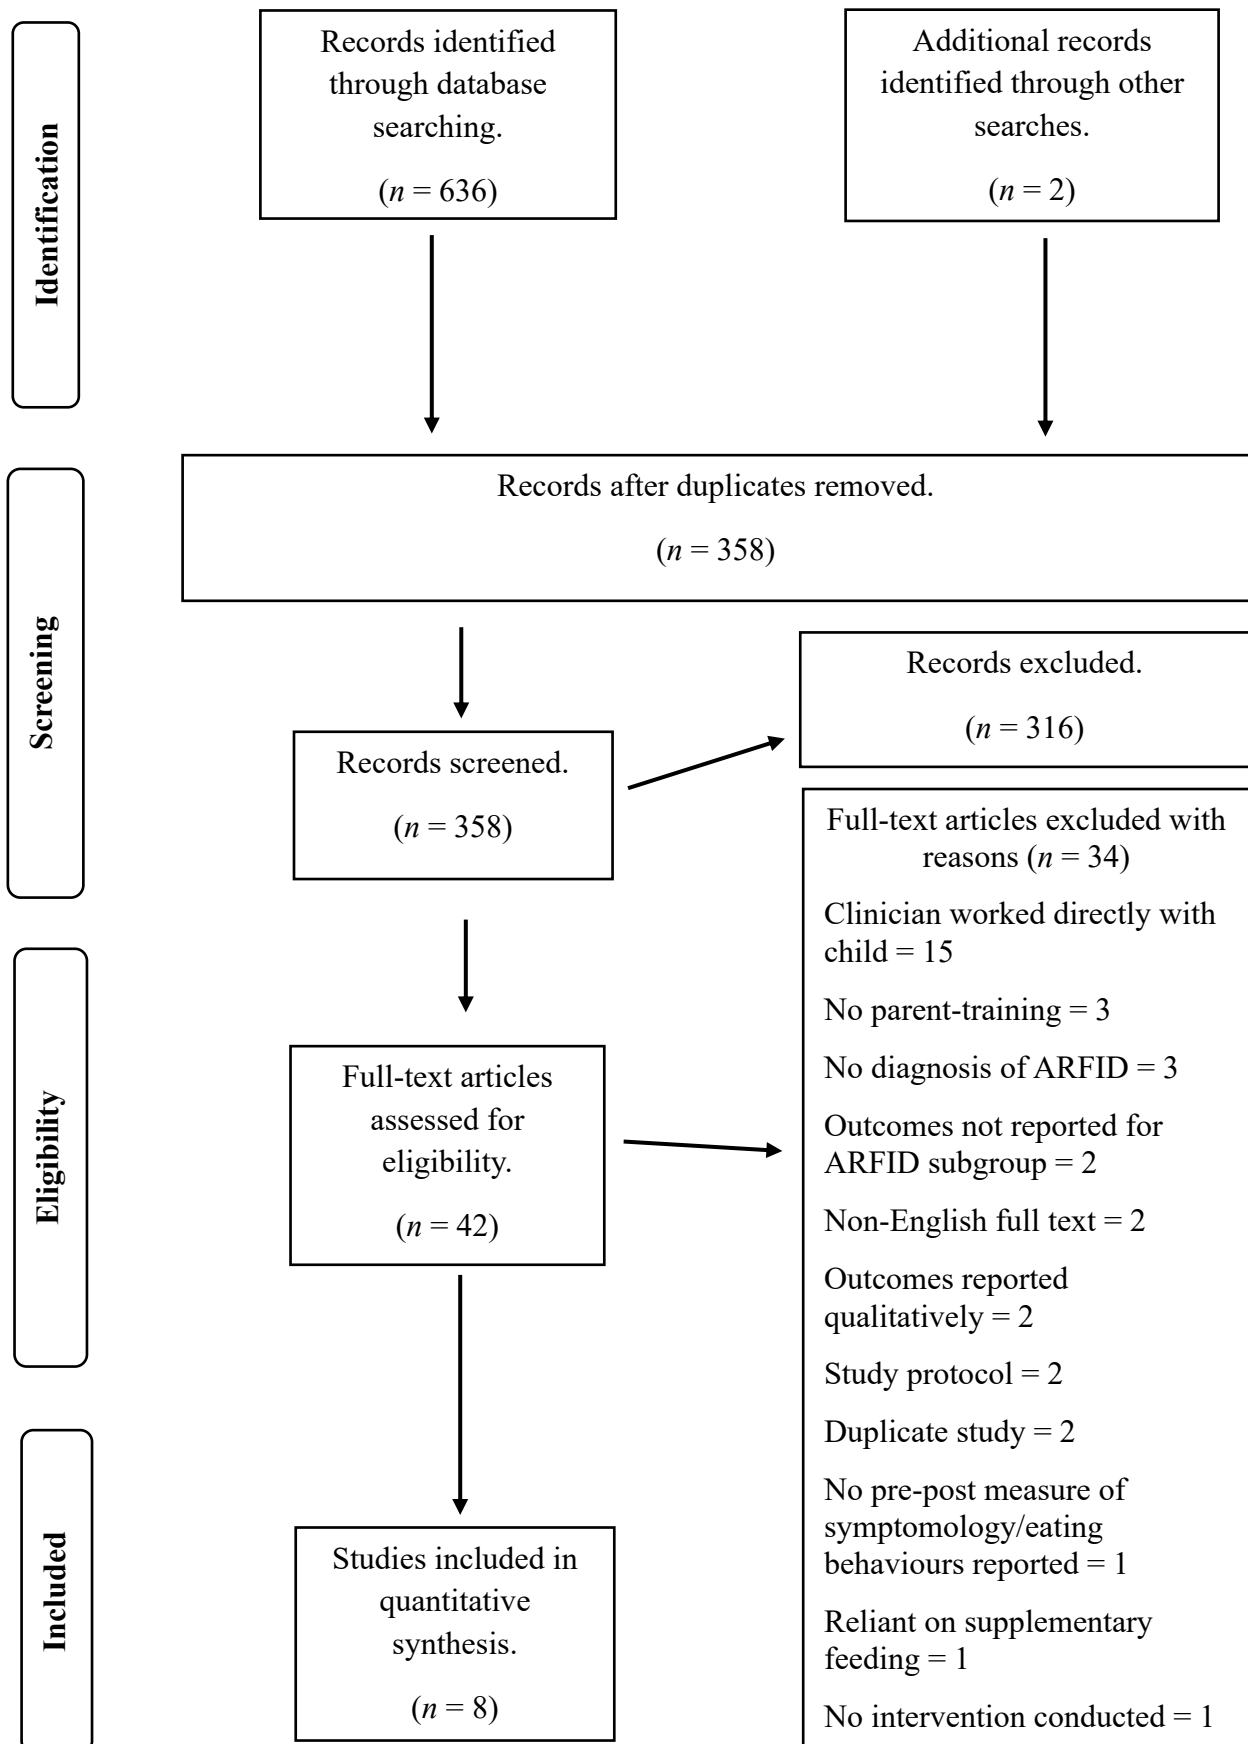 Identification
Records identified
through database
searching.
(n = 636)
Additional records
identified through other
searches.
(n = 2)
Screening
Records after duplicates removed.
(n = 358)
Records screened.
(n = 358)
Records excluded.
(n = 316)
Eligibility
Full-text articles
assessed for
eligibility.
(n = 42)
Full-text articles excluded with
reasons (n = 34)
Clinician worked directly with
child = 15
No parent-training = 3
No diagnosis of ARFID = 3
Outcomes not reported for
ARFID subgroup = 2
Non-English full text = 2
Outcomes reported
qualitatively = 2
Study protocol = 2
Duplicate study = 2
No pre-post measure of
symptomology/eating
behaviours reported = 1
Reliant on supplementary
feeding = 1
No intervention conducted = 1
Included
Studies included in
quantitative
synthesis.
(n = 8)